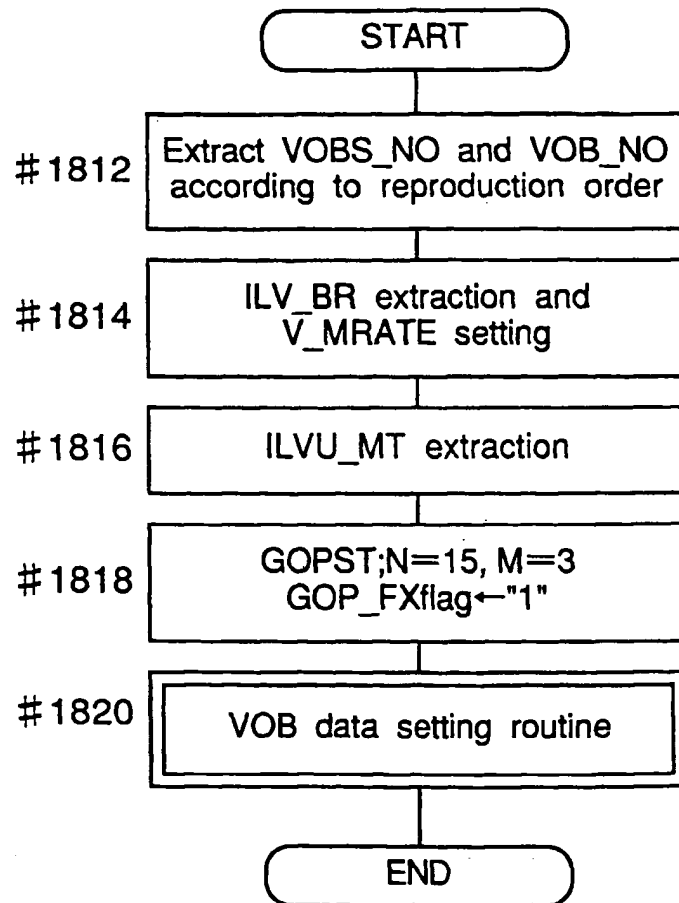 START
#1812
Extract VOBS_NO and VOB_NO
according to reproduction order
#1814
ILV_BR extraction and
V_MRATE setting
#1816
ILVU_MT extraction
#1818
GOPST;N=15, M=3
GOP_FXflag←"1"
#1820
VOB data setting routine
END